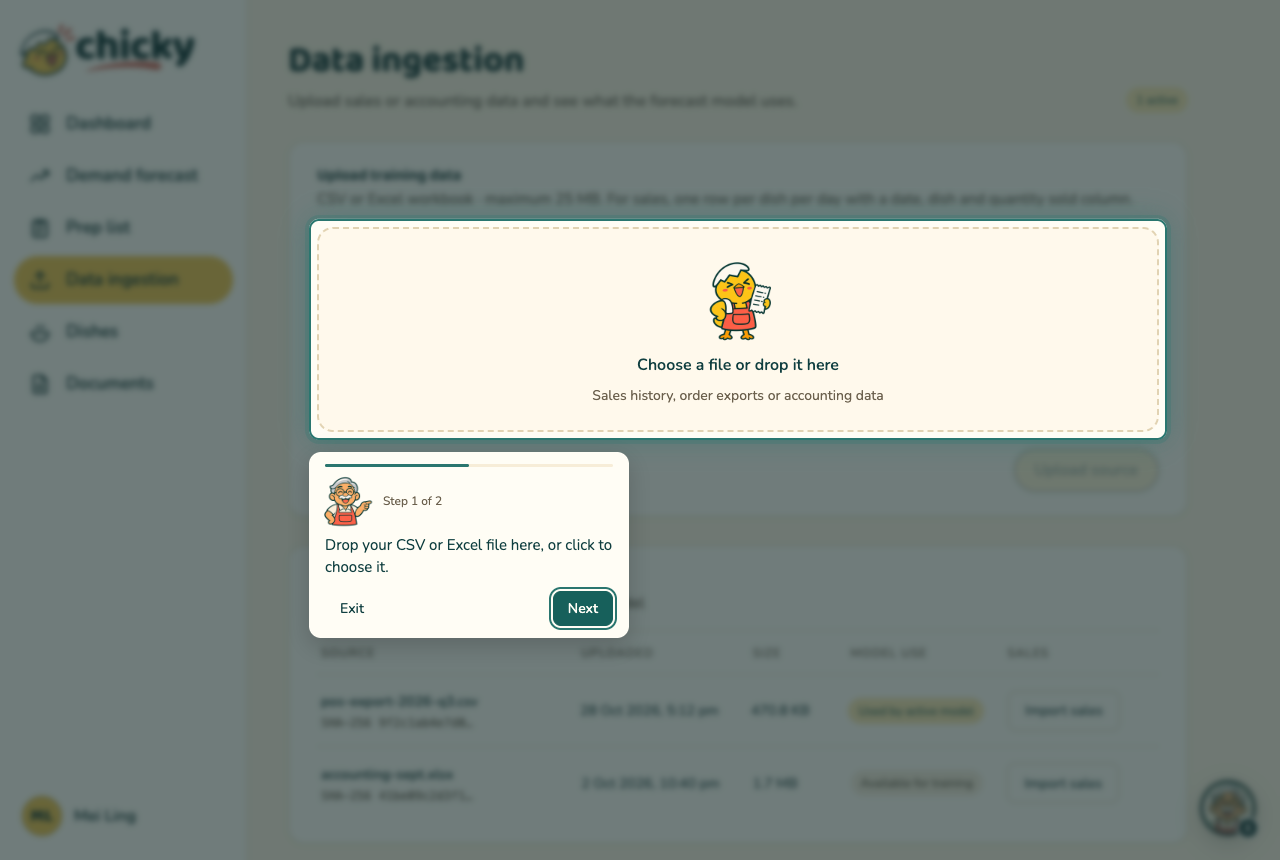 chicky
Dashboard
Demand forecast
Prep list
Data ingestion
Dishes
Documents
ML
Mei Ling
Data ingestion
Upload sales or accounting data and see what the forecast model uses.
Upload training data
CSV or Excel workbook · maximum 25 MB. For sales, one row per dish per day with a date, dish and quantity sold column.
Choose a file or drop it here
Sales history, order exports or accounting data
Upload source
Step 1 of 2
Drop your CSV or Excel file here, or click to
choose it.
Exit
Next
SOURCE UPLOADED SIZE MODEL USE SALES
pos-export-2026-q3.csv 28 Oct 2026, 5:12 pm 470.8 KB Used by active model Import sales
accounting-sept.xlsx 2 Oct 2026, 10:40 pm 1.7 MB Available for training Import sales